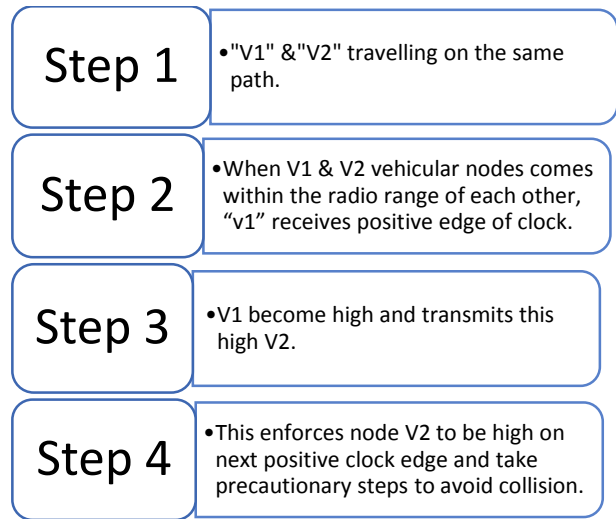 Step 1
•"V1" &"V2" travelling on the same
path.
Step 2
•When V1 & V2 vehicular nodes comes
within the radio range of each other,
“v1” receives positive edge of clock.
Step 3
•V1 become high and transmits this
high V2.
Step 4
•This enforces node V2 to be high on
next positive clock edge and take
precautionary steps to avoid collision.